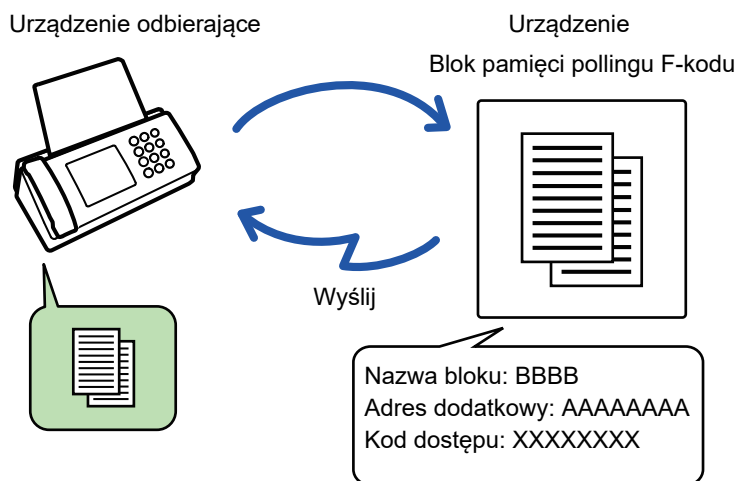 Urządzenie odbierające
Urządzenie
Blok pamięci pollingu F-kodu
Wyślij
Nazwa bloku: BBBB
Adres dodatkowy: AAAAAAAA
Kod dostępu: XXXXXXXX